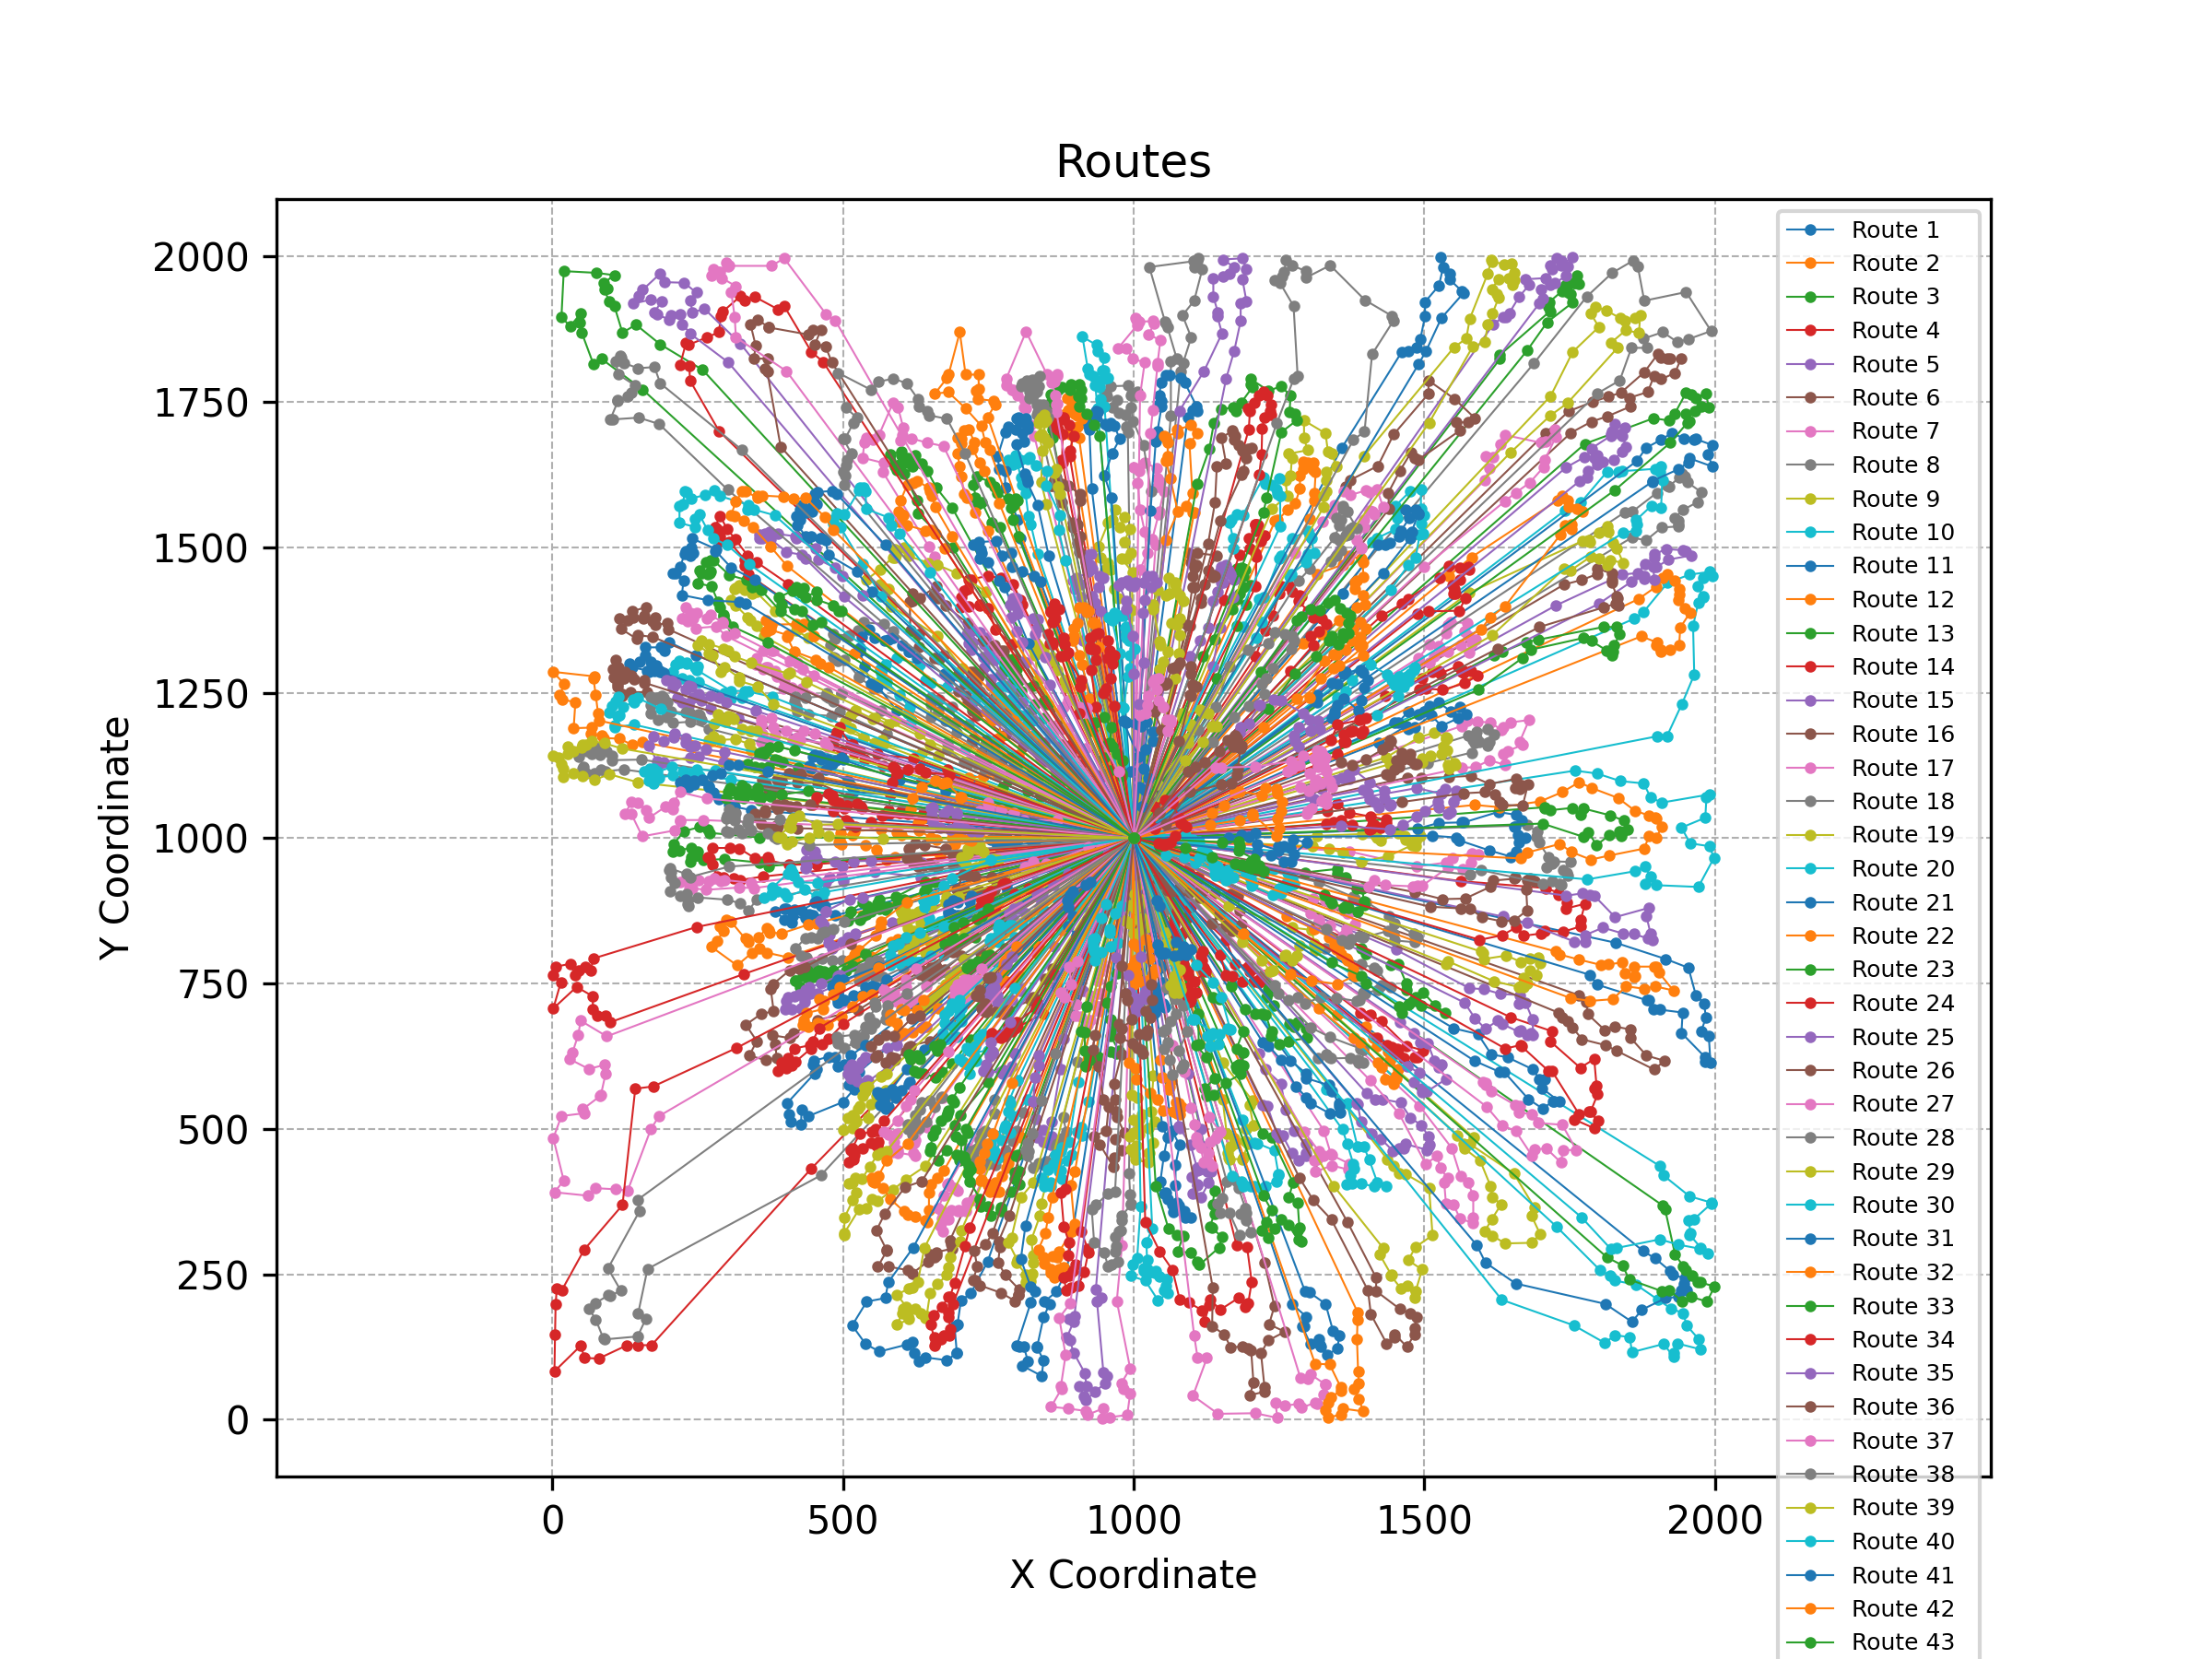 Routes
Y Coordinate
2000
1750
1500
1250
1000
750
500
250
0
0 500 1000 1500 2000
X Coordinate
Route 1
Route 2
Route 3
Route 4
Route 5
Route 6
Route 7
Route 8
Route 9
Route 10
Route 11
Route 12
Route 13
Route 14
Route 15
Route 16
Route 17
Route 18
Route 19
Route 20
Route 21
Route 22
Route 23
Route 24
Route 25
Route 26
Route 27
Route 28
Route 29
Route 30
Route 31
Route 32
Route 33
Route 34
Route 35
Route 36
Route 37
Route 38
Route 39
Route 40
Route 41
Route 42
Route 43